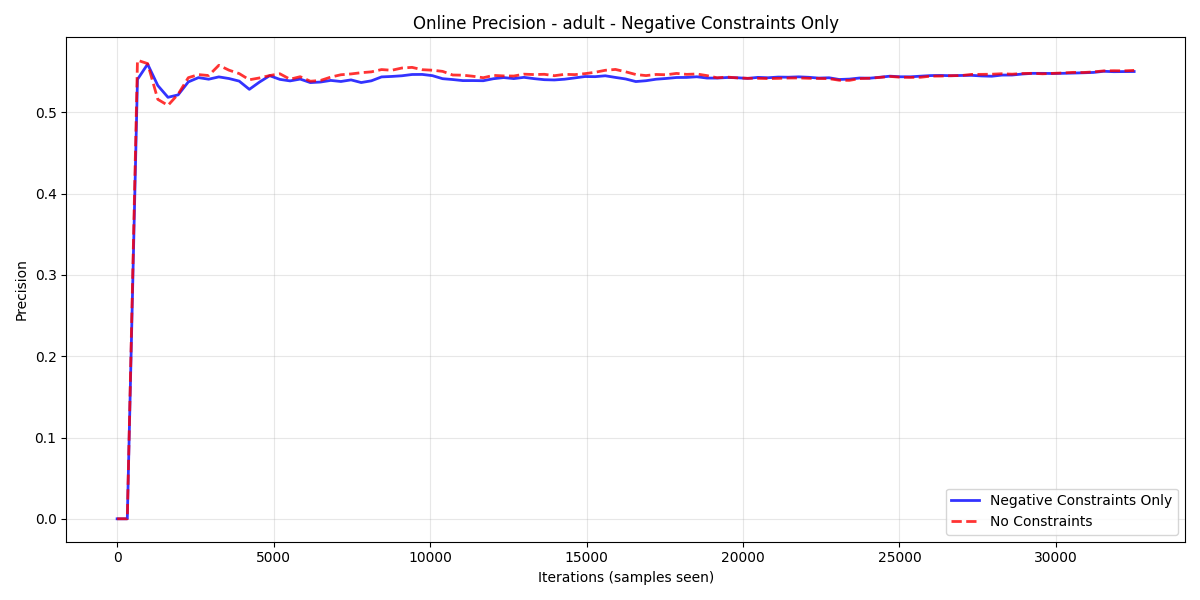 Online Precision - adult - Negative Constraints Only
Precision
0.5
0.4
0.3
0.2
0.1
0.0
Negative Constraints Only
No Constraints
0 5000 10000 15000 20000 25000 30000
Iterations (samples seen)